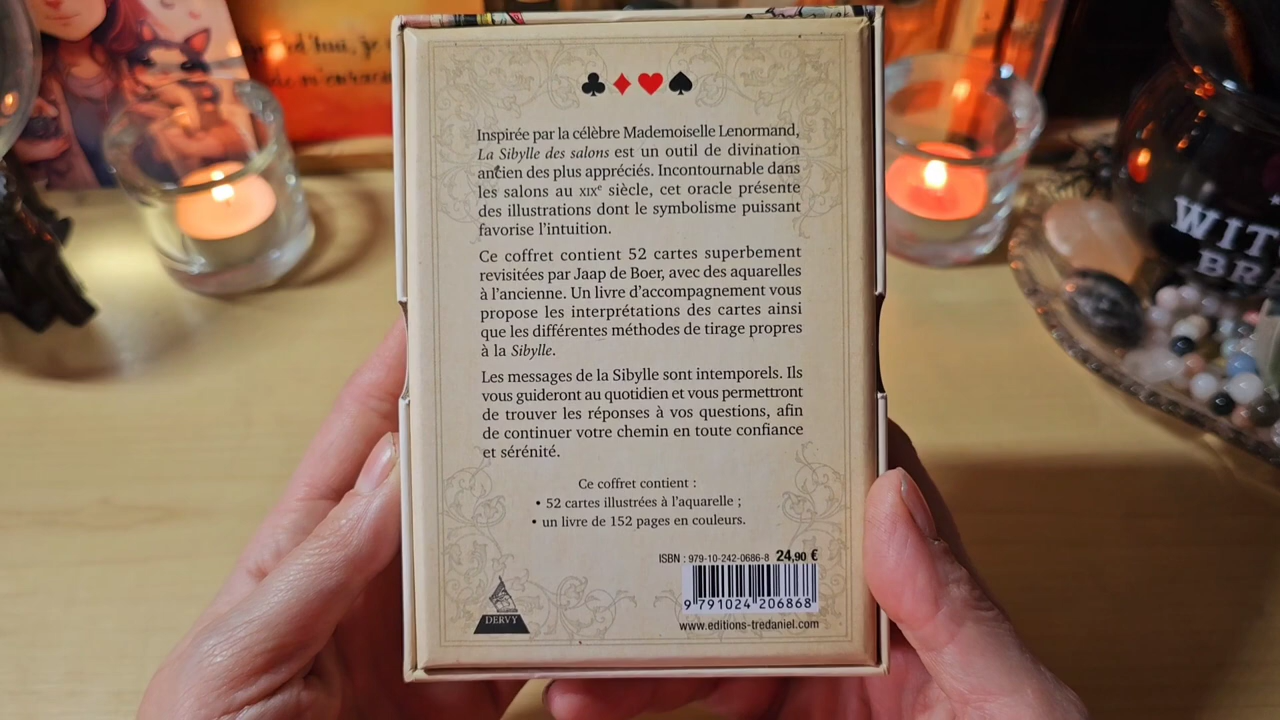 Inspirée par la célèbre Mademoiselle Lenormand,
La Sibylle des salons est un outil de divination
ancien des plus appréciés. Incontournable dans
les salons au XIXe siècle, cet oracle présente
des illustrations dont le symbolisme puissant
favorise l'intuition.
Ce coffret contient 52 cartes superbement
revisitées par Jaap de Boer, avec des aquarelles
à l'ancienne. Un livre d'accompagnement vous
propose les interprétations des cartes ainsi
que les différentes méthodes de tirage propres
à la Sibylle.
Les messages de la Sibylle sont intemporels. Ils
vous guideront au quotidien et vous permettront
de trouver les réponses à vos questions, afin
de continuer votre chemin en toute confiance
et sérénité.
Ce coffret contient :
• 52 cartes illustrées à l'aquarelle ;
• un livre de 152 pages en couleurs.
ISBN : 979-10-242-0686-8 24,90 €
9 791024 206868
DERVY
www.editions-tredaniel.com
je
WIT
BR